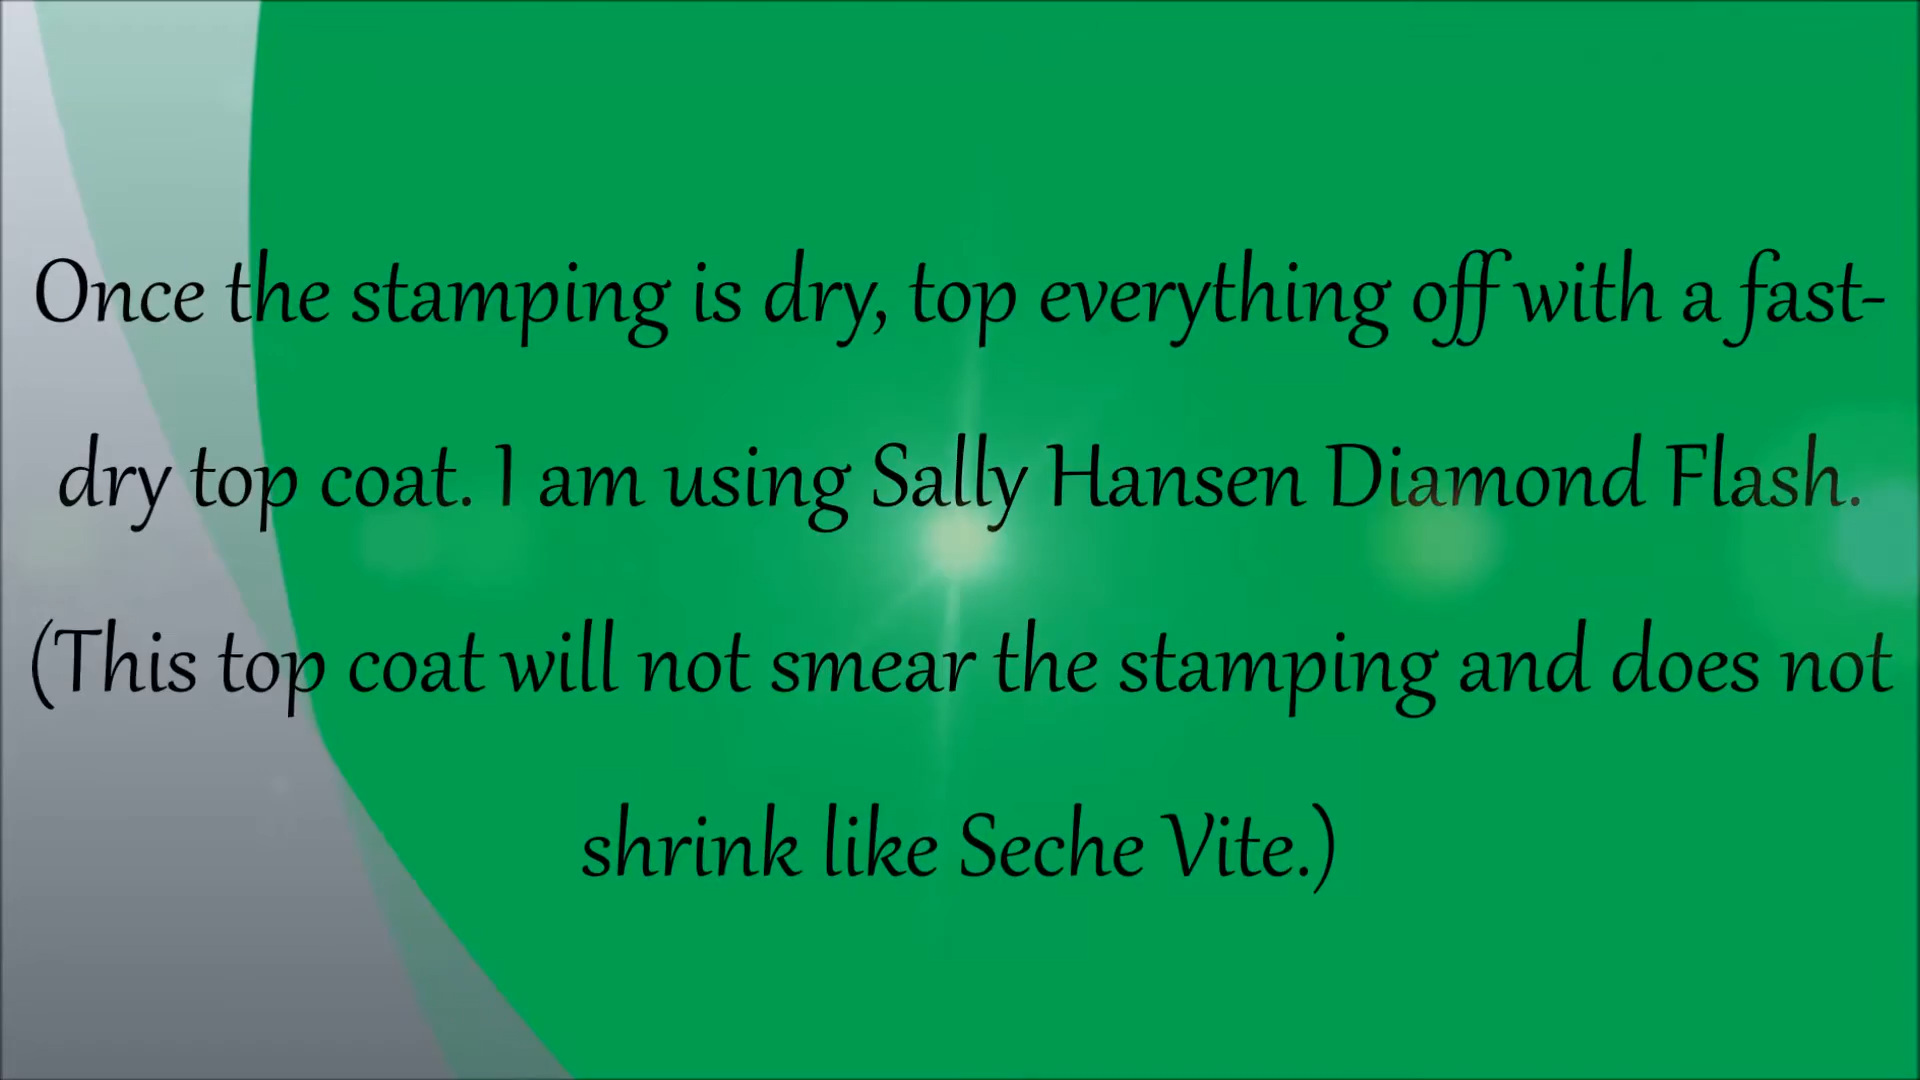 Once the stamping is dry, top everything off with a fast-
dry top coat. I am using Sally Hansen Diamond Flash.
(This top coat will not smear the stamping and does not
shrink like Seche Vite.)